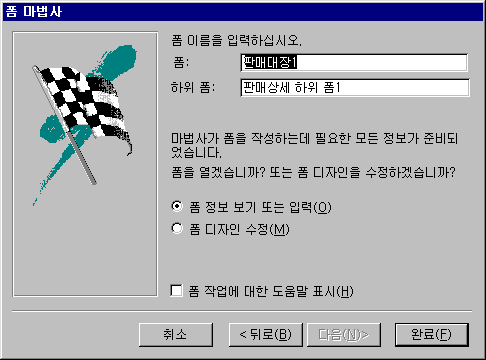 폼 마법사
폼 이름을 입력하십시오.
폼:
판매대장1
하위 폼:
판매상세 하위 폼1
마법사가 폼을 작성하는데 필요한 모든 정보가 준비되
었습니다.
폼을 열겠습니까? 또는 폼 디자인을 수정하겠습니까?
폼 정보 보기 또는 입력(O)
폼 디자인 수정(M)
폼 작업에 대한 도움말 표시(H)
취소
< 뒤로(B)
다음(N)>
완료(F)